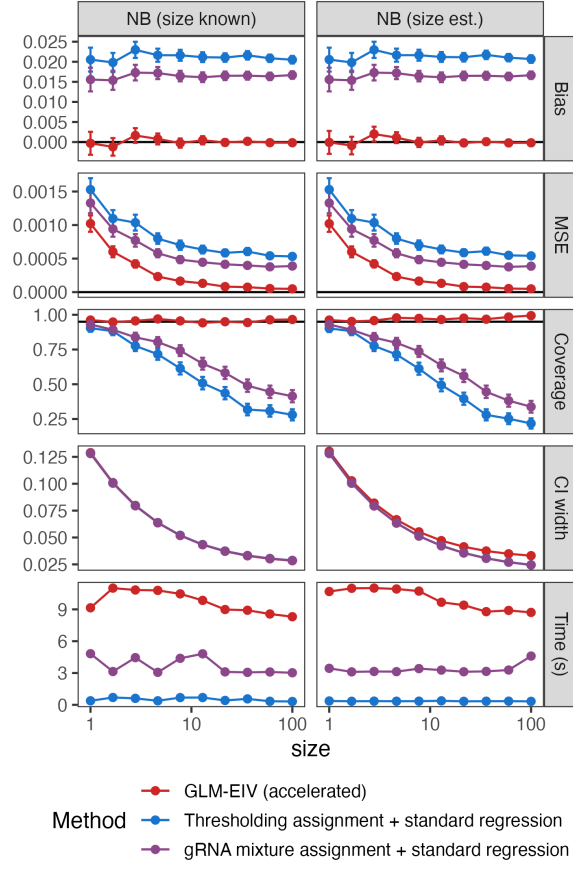 NB (size known)
NB (size est.)
0.025
0.020
0.015
0.010
0.005
0.000
Bias
0.0015
0.0010
0.0005
0.0000
MSE
1.00
0.75
0.50
0.25
Coverage
0.125
0.100
0.075
0.050
0.025
CI width
9
6
3
0
Time (s)
1 10 100 1 10 100
size
Method
GLM-EIV (accelerated)
Thresholding assignment + standard regression
gRNA mixture assignment + standard regression